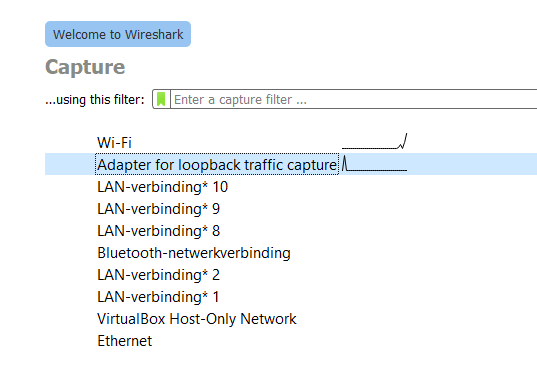 Welcome to Wireshark
Capture
...using this filter: Enter a capture filter ...
Wi-Fi
Adapter for loopback traffic capture
LAN-verbinding* 10
LAN-verbinding* 9
LAN-verbinding* 8
Bluetooth-netwerkverbinding
LAN-verbinding* 2
LAN-verbinding* 1
VirtualBox Host-Only Network
Ethernet